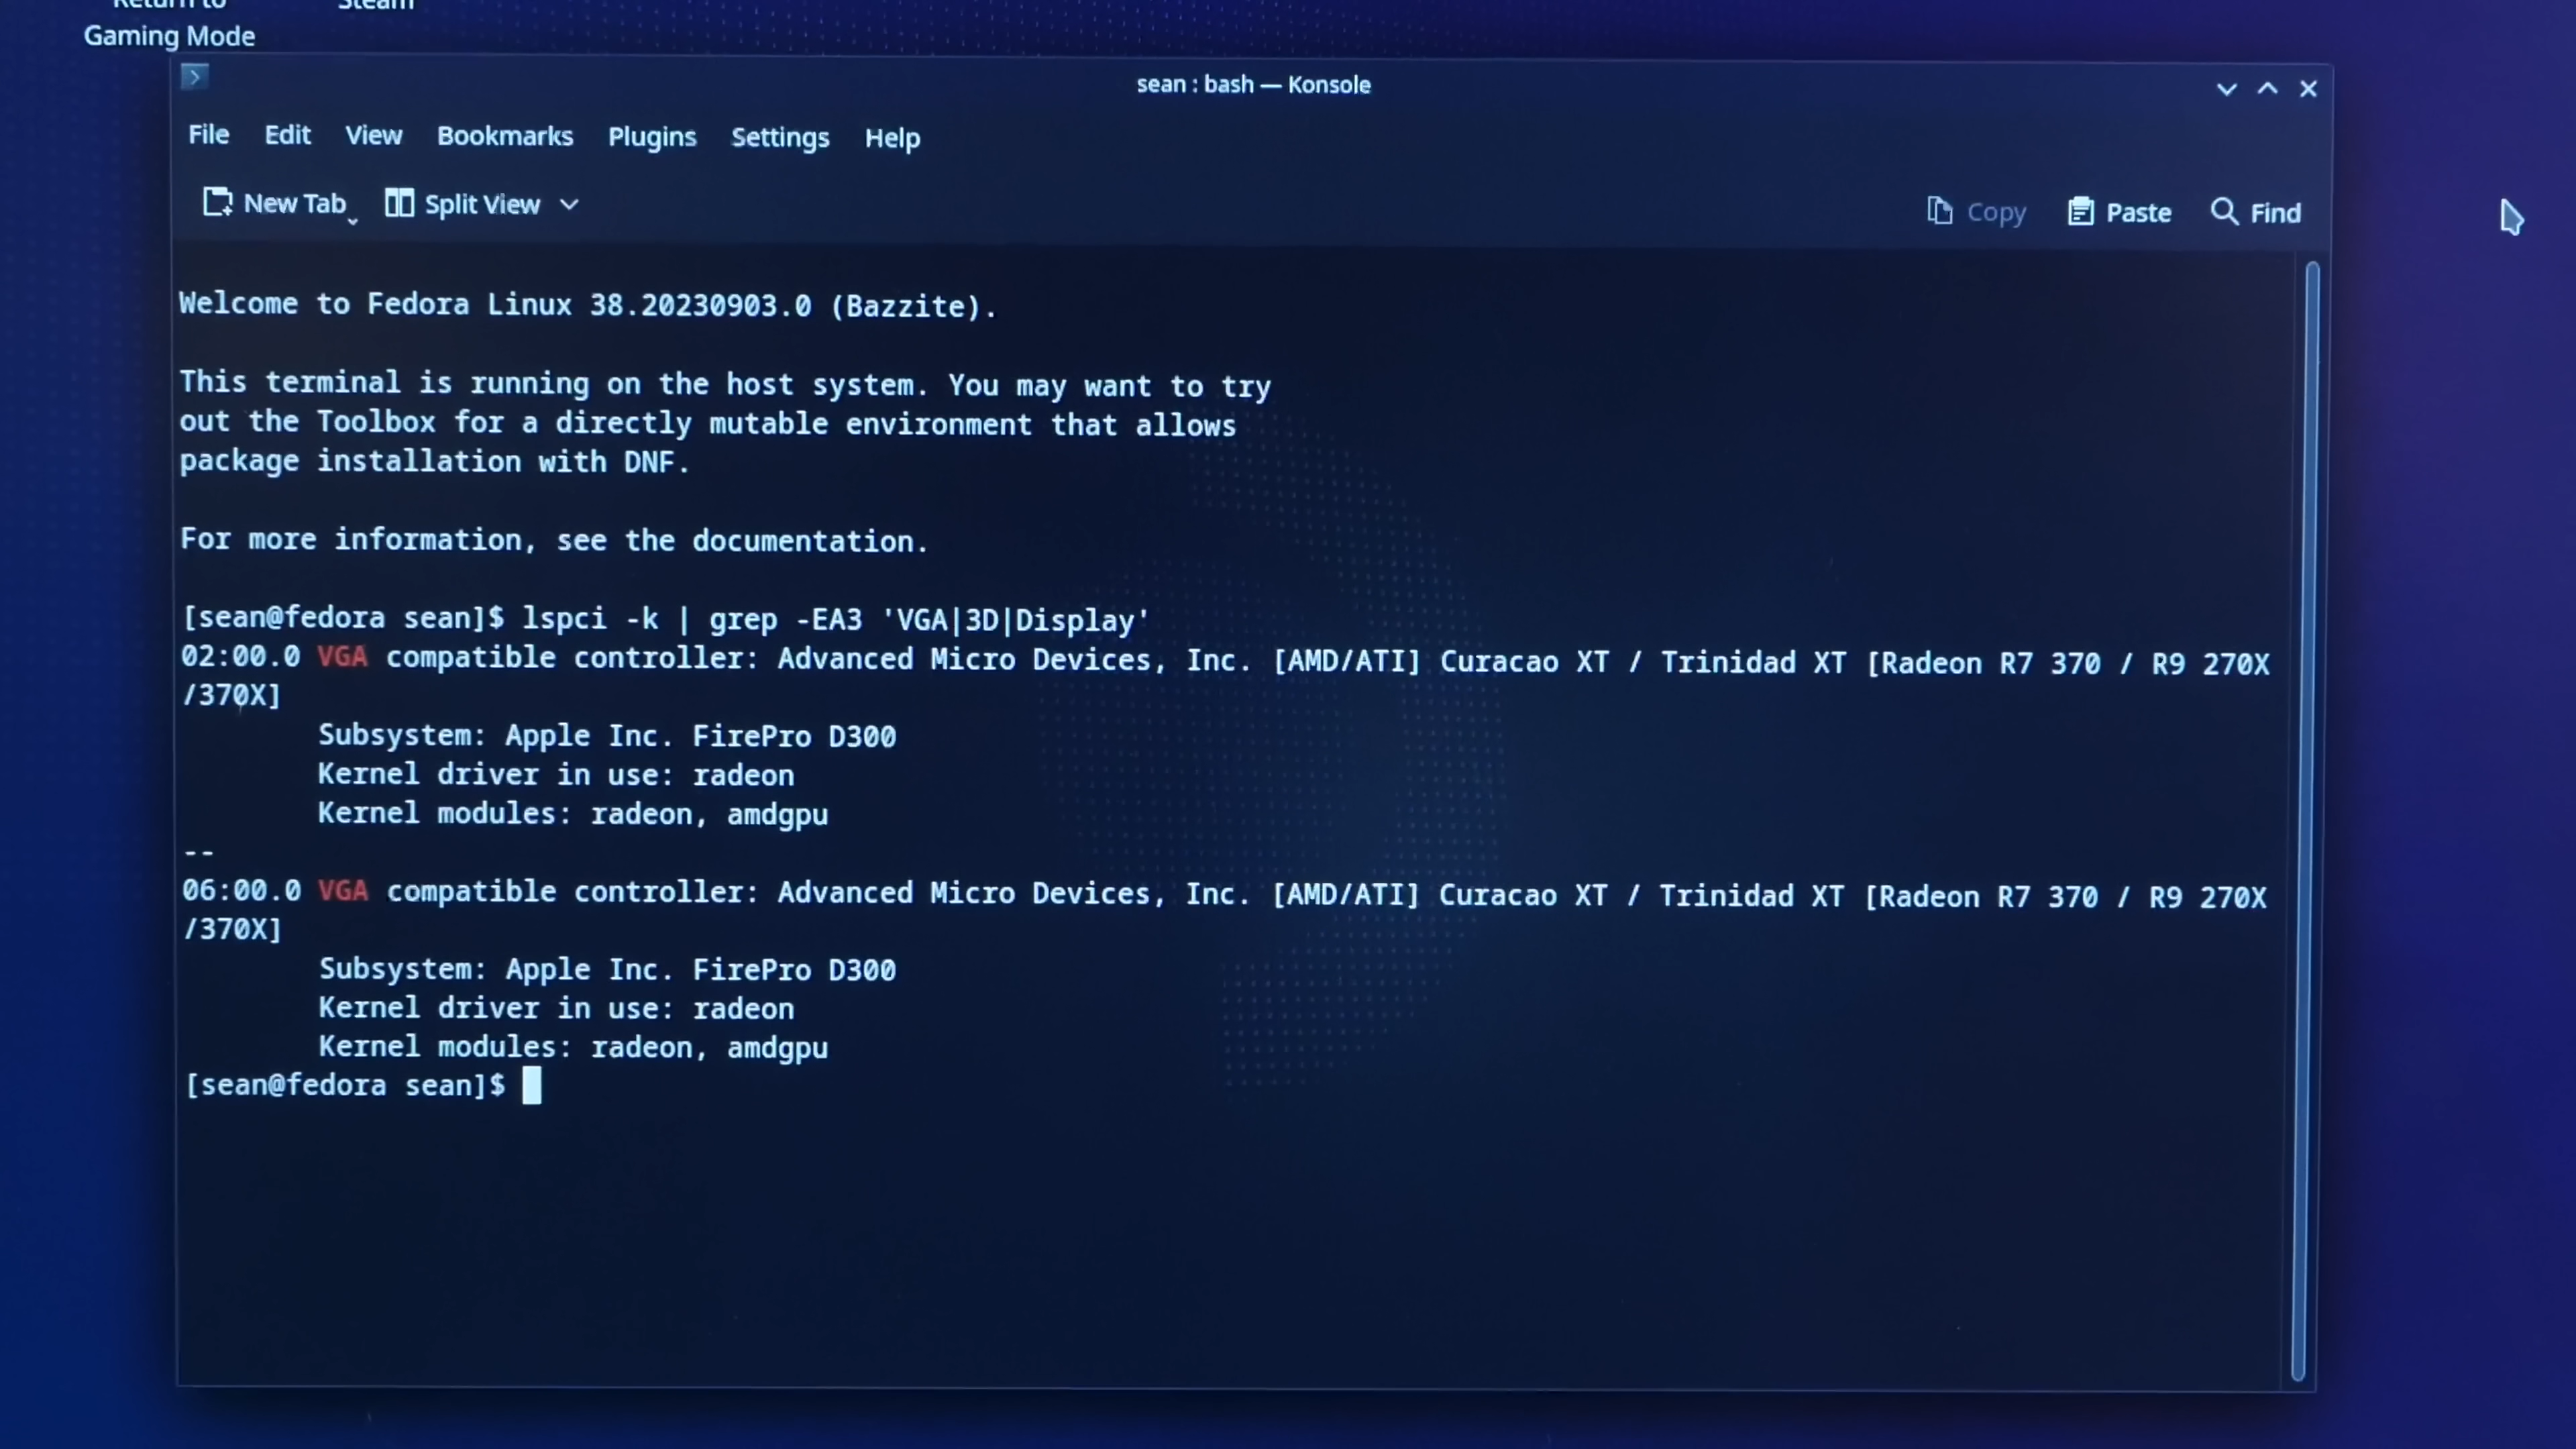 Return to
Steam
Gaming Mode
sean : bash — Konsole
File Edit View Bookmarks Plugins Settings Help
New Tab Split View Copy Paste Find
Welcome to Fedora Linux 38.20230903.0 (Bazzite).
This terminal is running on the host system. You may want to try
out the Toolbox for a directly mutable environment that allows
package installation with DNF.
For more information, see the documentation.
[sean@fedora sean]$ lspci -k | grep -EA3 'VGA|3D|Display'
02:00.0 VGA compatible controller: Advanced Micro Devices, Inc. [AMD/ATI] Curacao XT / Trinidad XT [Radeon R7 370 / R9 270X
/370X]
Subsystem: Apple Inc. FirePro D300
Kernel driver in use: radeon
Kernel modules: radeon, amdgpu
--
06:00.0 VGA compatible controller: Advanced Micro Devices, Inc. [AMD/ATI] Curacao XT / Trinidad XT [Radeon R7 370 / R9 270X
/370X]
Subsystem: Apple Inc. FirePro D300
Kernel driver in use: radeon
Kernel modules: radeon, amdgpu
[sean@fedora sean]$